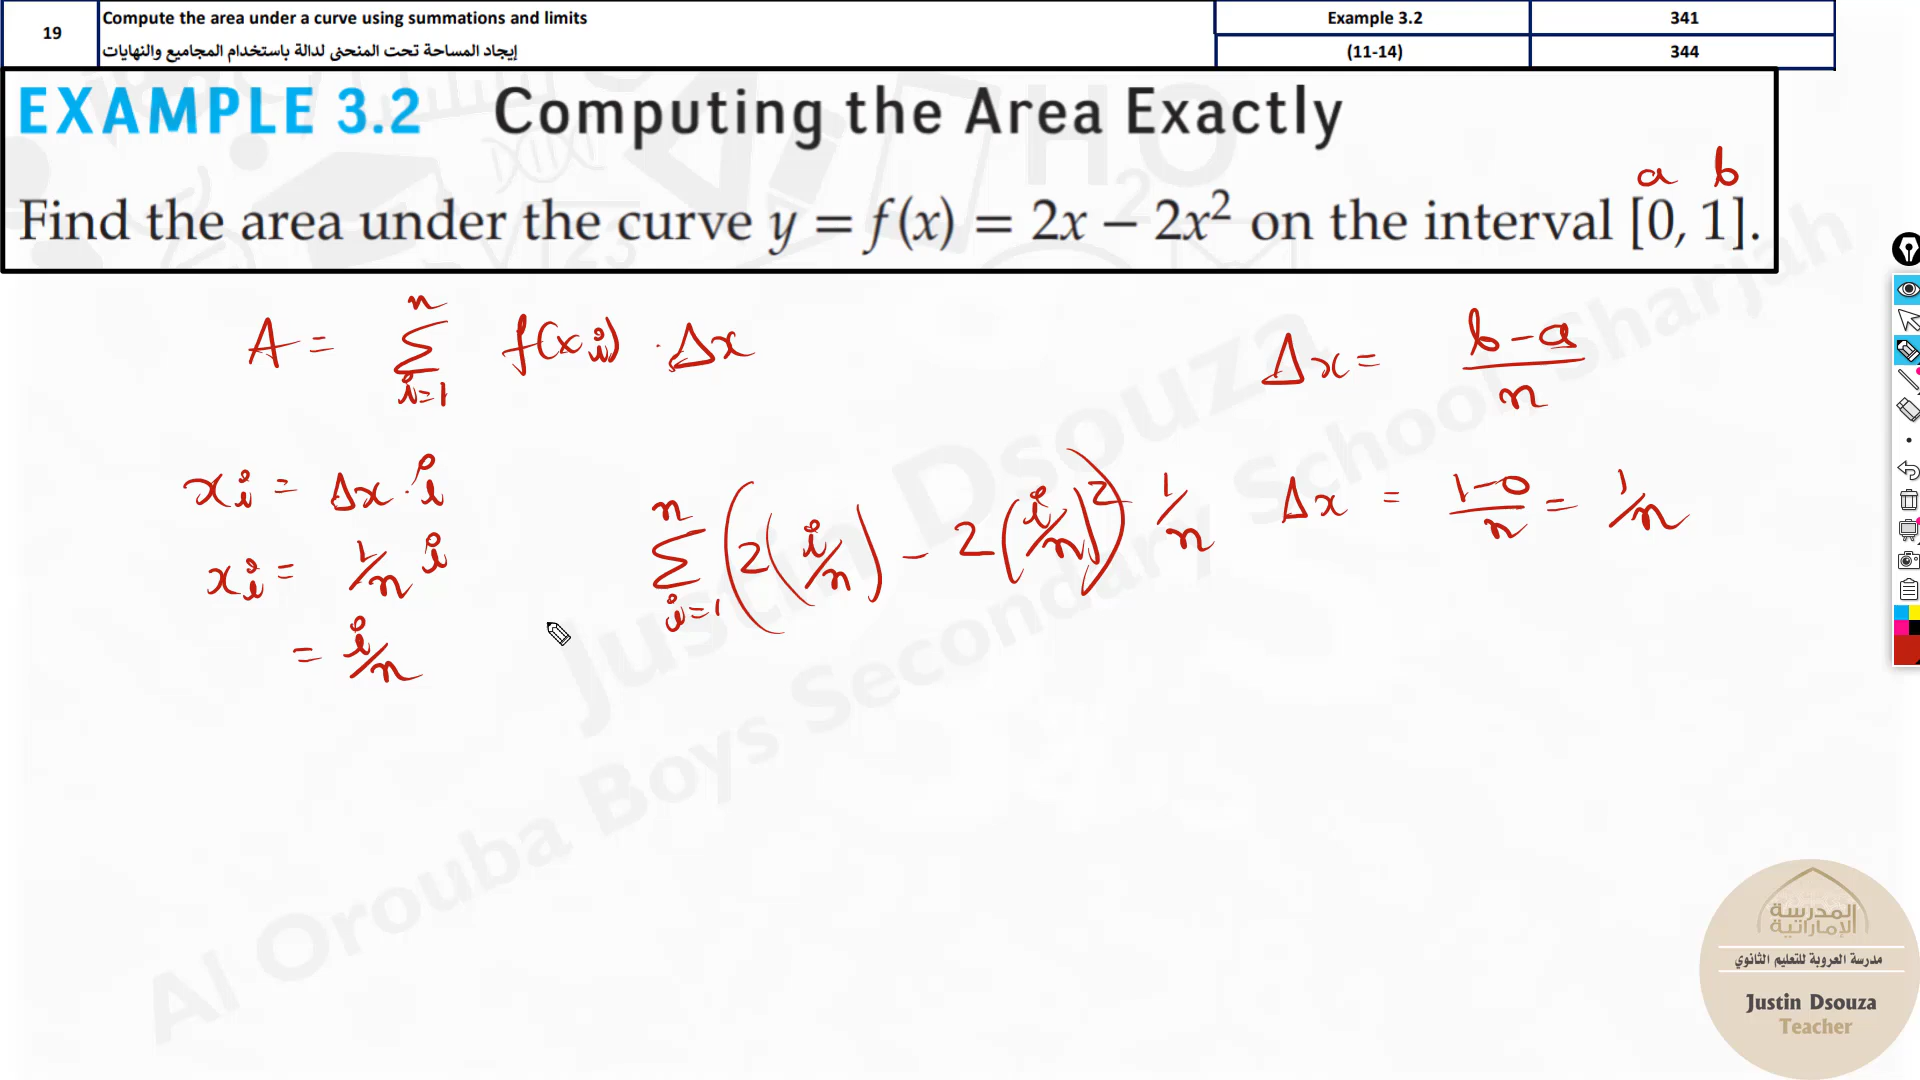 19
Compute the area under a curve using summations and limits
إيجاد المساحة تحت المنحنى لدالة باستخدام المجاميع والنهايات
Example 3.2
341
(11-14)
344
EXAMPLE 3.2 Computing the Area Exactly
a b
Find the area under the curve y = f(x) = 2x − 2x² on the interval [0, 1].
A = ∑_{i=1}^{n} f(x_i) · Δx
Δx = (b-a)/n
x_i = Δx · i
∑_{i=1}^{n} (2(i/n) - 2(i/n)²) 1/n
Δx = (1-0)/n = 1/n
x_i = 1/n i
= i/n
Justin Dsouza
Al Orouba Boys Secondary School Sharjah
المدرسة
الإماراتية
مدرسة العروبة للتعليم الثانوي
Justin Dsouza
Teacher